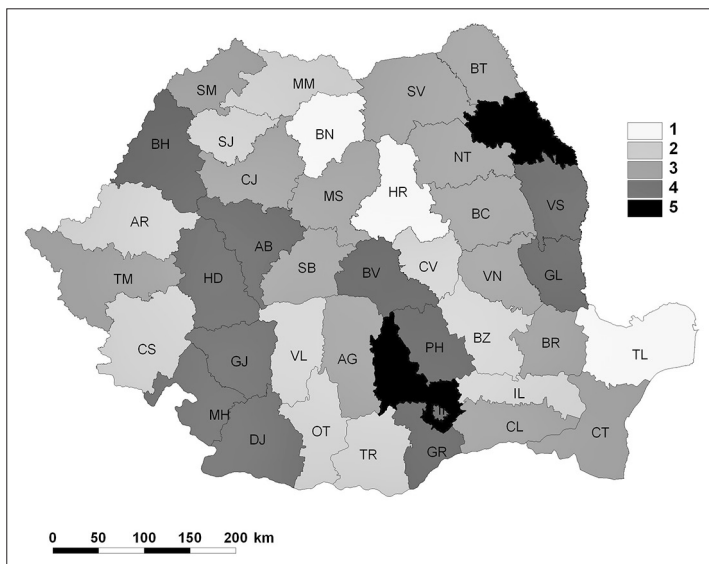 BT
SM
MM
SV
1
2
3
4
5
BN
SJ
BH
NT
CJ
MS
HR
VS
AR
BC
AB
SB
BV
CV
VN
GL
TM
HD
PH
BZ
BR
TL
CS
VL
AG
GJ
IL
MH
OT
CL
CT
DJ
TR
GR
0 50 100 150 200 km